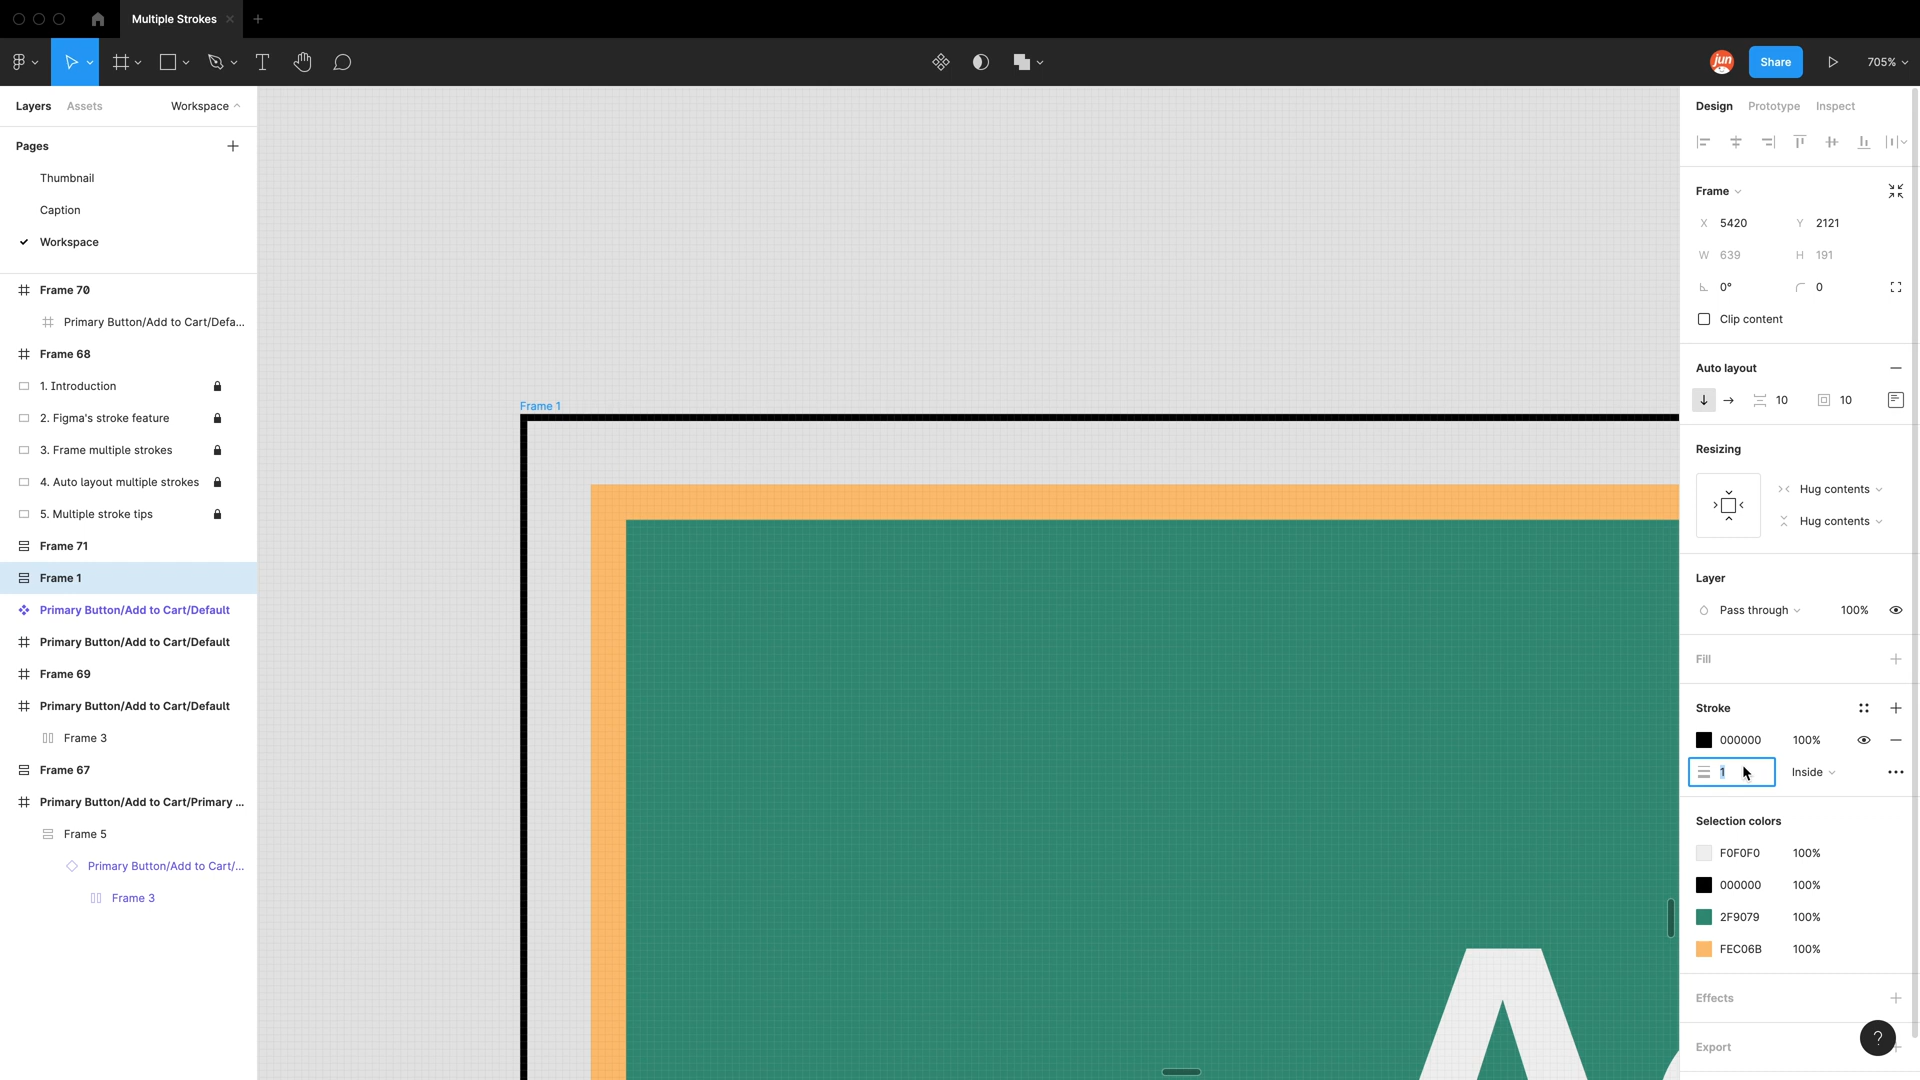 Multiple Strokes
jun
Share
705%
Layers
Assets
Workspace
Pages
Thumbnail
Caption
Workspace
Frame 70
Primary Button/Add to Cart/Defa...
Frame 68
1. Introduction
2. Figma's stroke feature
3. Frame multiple strokes
4. Auto layout multiple strokes
5. Multiple stroke tips
Frame 71
Frame 1
Primary Button/Add to Cart/Default
Primary Button/Add to Cart/Default
Frame 69
Primary Button/Add to Cart/Default
Frame 3
Frame 67
Primary Button/Add to Cart/Primary ...
Frame 5
Primary Button/Add to Cart/...
Frame 3
Frame 1
A
Design
Prototype
Inspect
Frame
X 5420
Y 2121
W 639
H 191
0°
0
Clip content
Auto layout
10
10
Resizing
Hug contents
Hug contents
Layer
Pass through
100%
Fill
Stroke
000000
100%
1
Inside
Selection colors
F0F0F0 100%
000000 100%
2F9079 100%
FEC06B 100%
Effects
Export
?